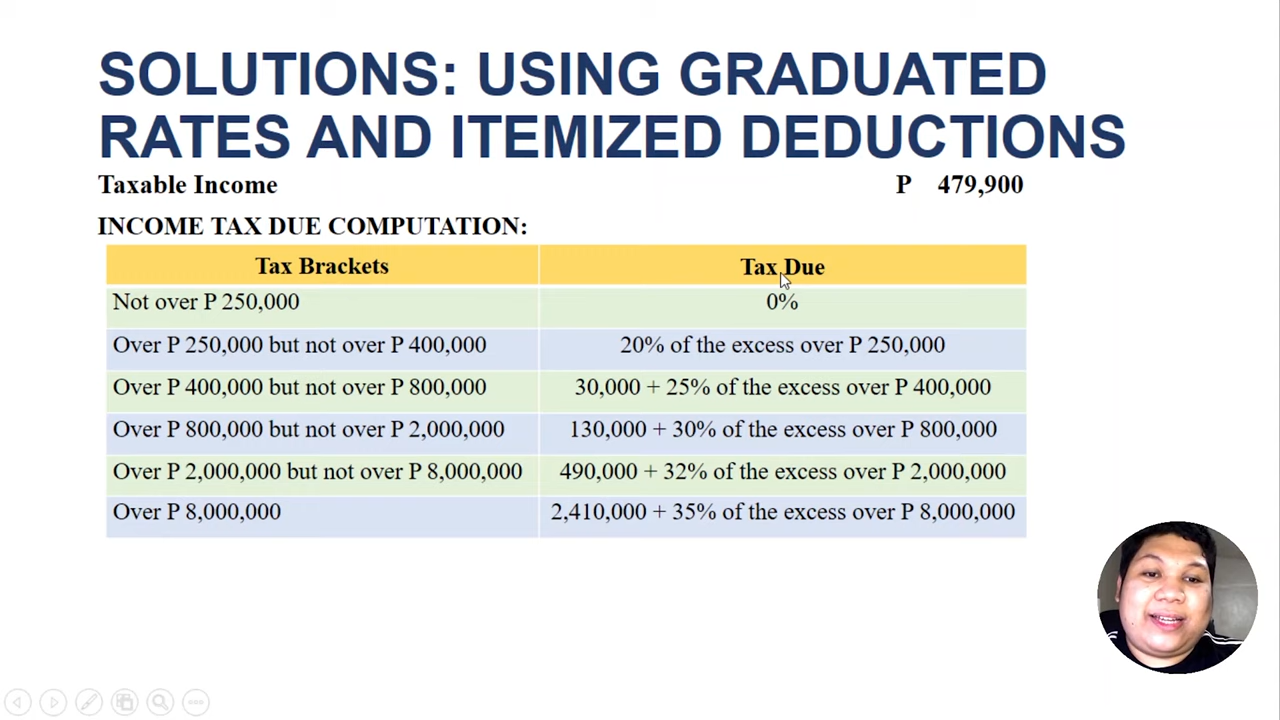 SOLUTIONS: USING GRADUATED
RATES AND ITEMIZED DEDUCTIONS
Taxable Income P 479,900
INCOME TAX DUE COMPUTATION:
Tax Brackets Tax Due
Not over P 250,000 0%
Over P 250,000 but not over P 400,000 20% of the excess over P 250,000
Over P 400,000 but not over P 800,000 30,000 + 25% of the excess over P 400,000
Over P 800,000 but not over P 2,000,000 130,000 + 30% of the excess over P 800,000
Over P 2,000,000 but not over P 8,000,000 490,000 + 32% of the excess over P 2,000,000
Over P 8,000,000 2,410,000 + 35% of the excess over P 8,000,000